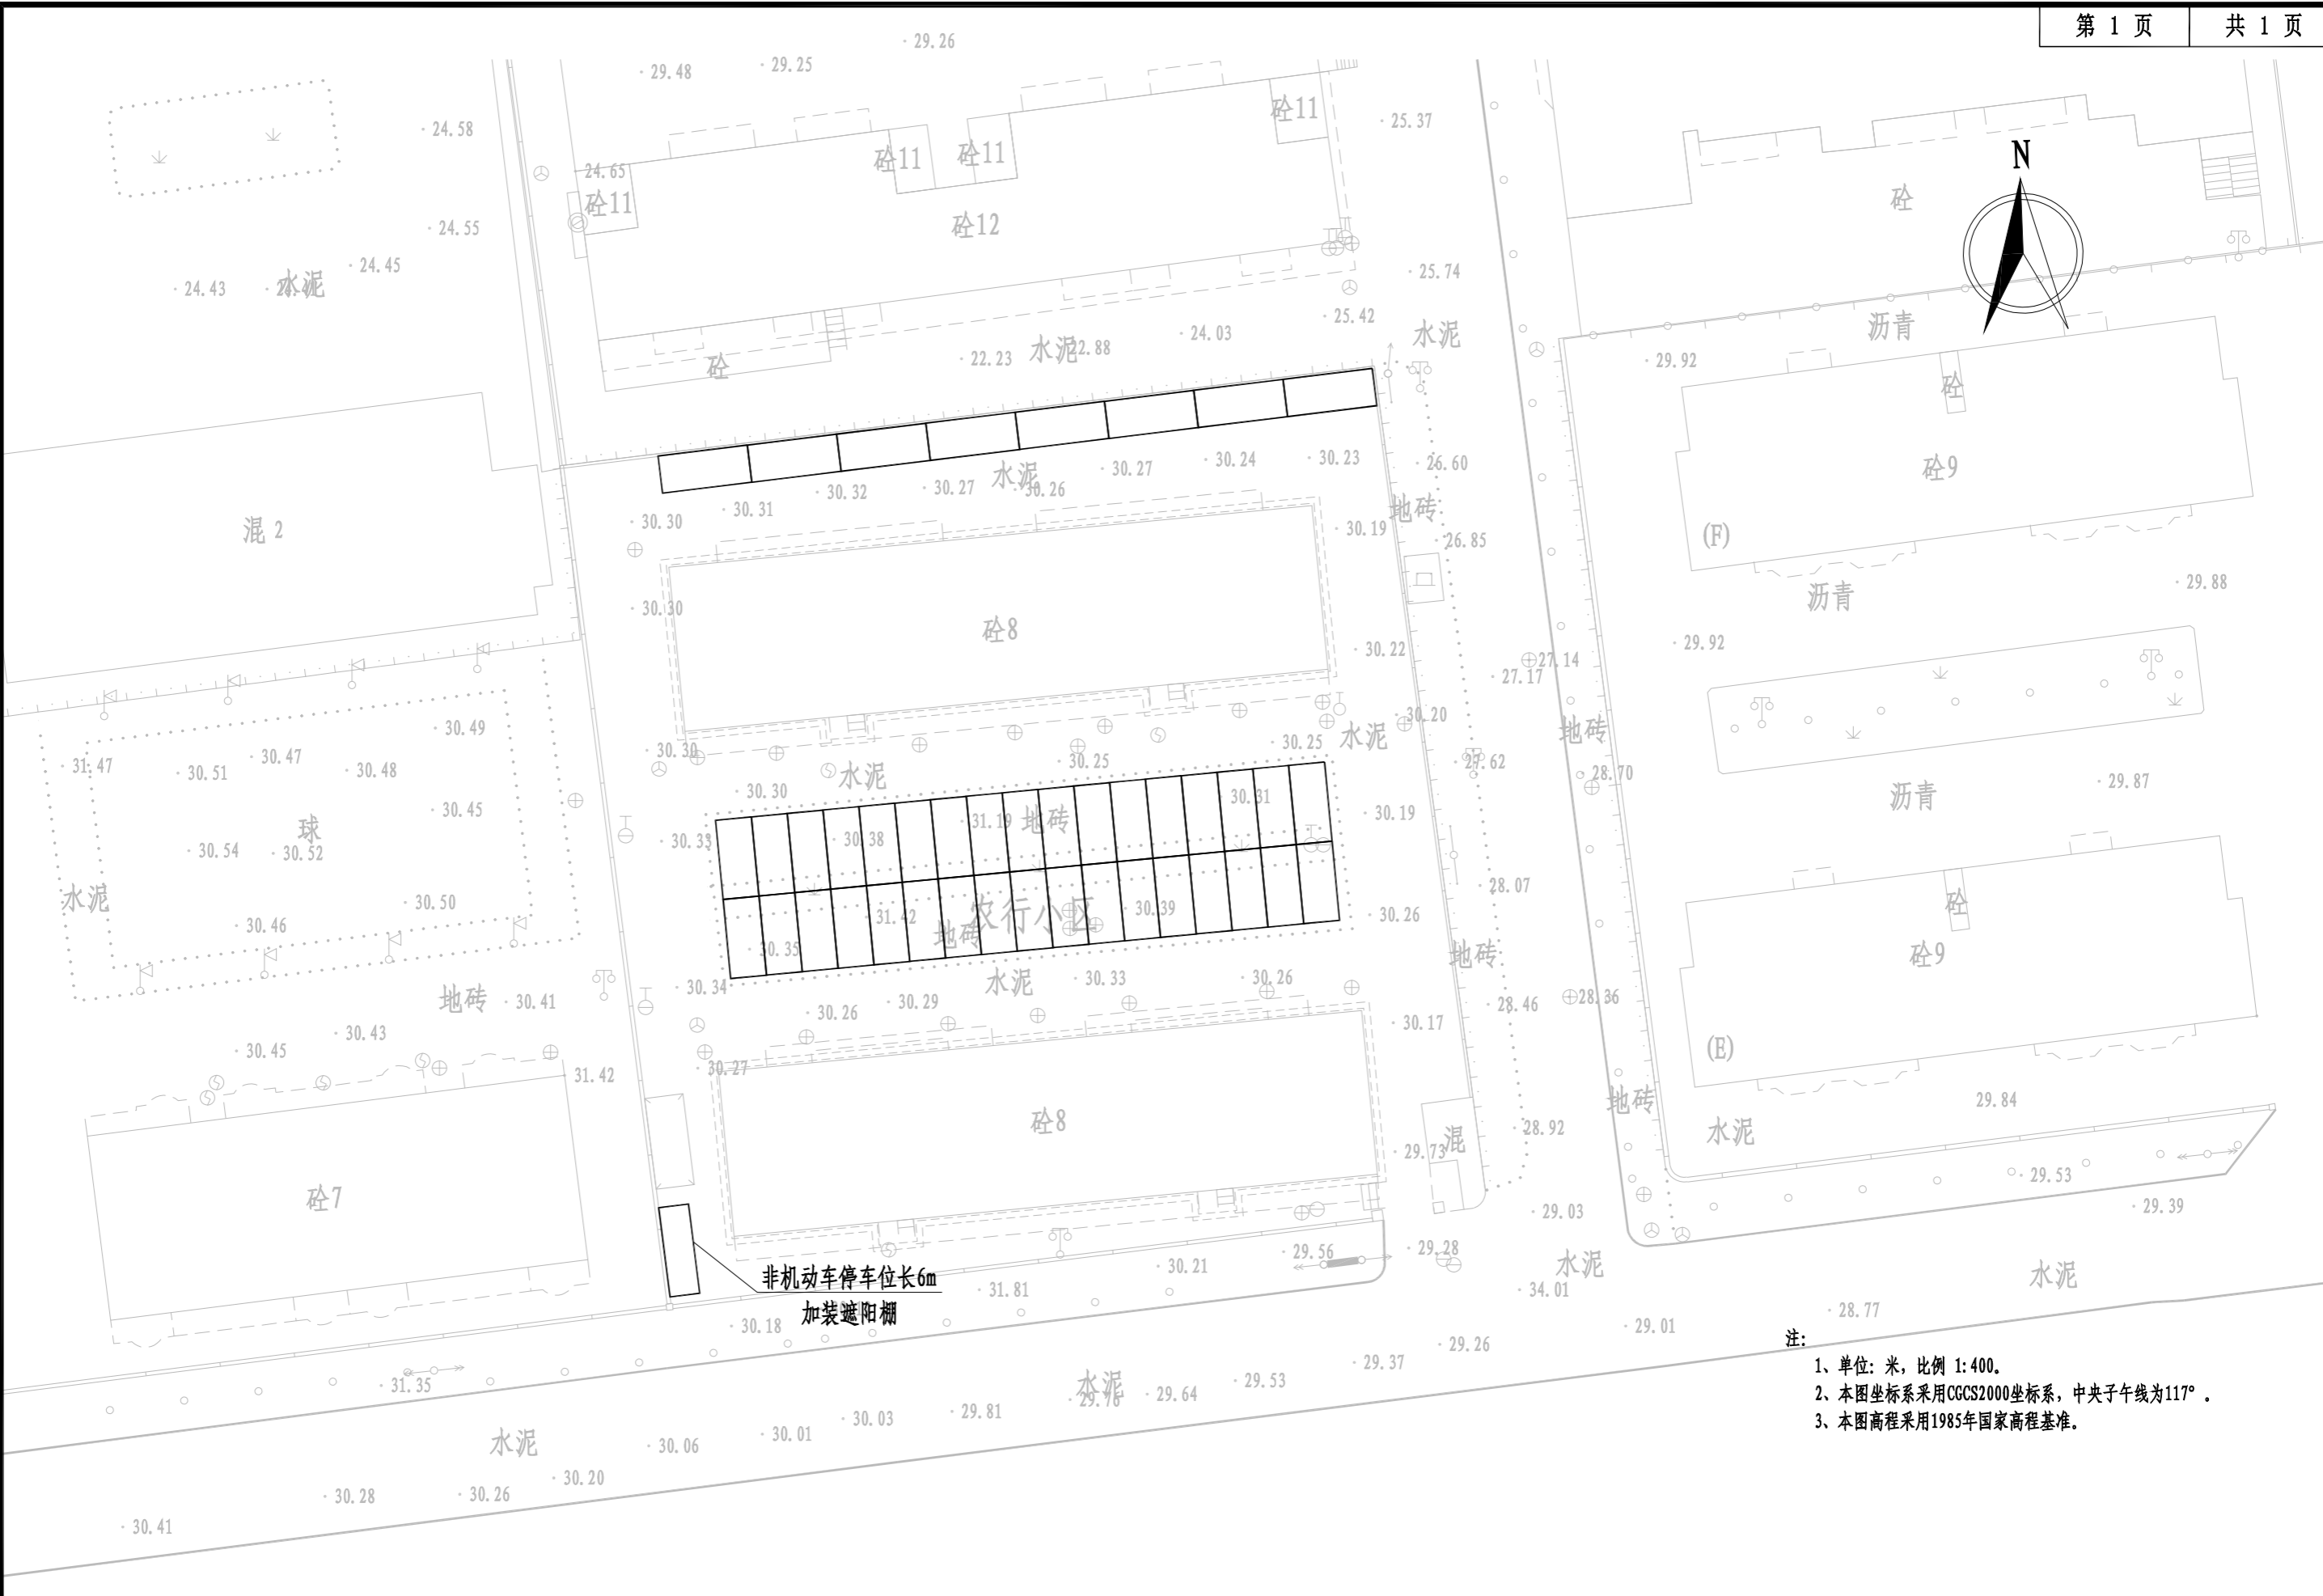 第 1 页 共 1 页
29.26
29.48
29.25
24.58
25.37
砼11
砼11
砼11
N
24.65
砼11
砼
24.55
砼12
24.45
25.74
24.43
水泥
25.42
沥青
24.03
水泥
水泥
22.88
22.23
29.92
砼
砼
30.24
30.23
26.60
30.27
砼9
水泥
30.32
30.27
30.26
30.31
地砖
30.30
混 2
30.19
(F)
26.85
29.88
30.30
沥青
砼8
30.22
29.92
27.14
27.17
30.49
30.20
地砖
30.30
水泥
30.25
30.47
31.47
30.51
30.48
水泥
30.25
27.62
28.70
29.87
30.30
沥青
30.31
30.45
球
31.19
地砖
30.19
30.33
30.38
30.54
30.52
28.07
水泥
30.50
砼
农行小区
30.39
31.42
30.26
30.46
地砖
30.35
地砖
砼9
水泥
30.33
30.26
30.34
地砖
30.41
30.29
30.26
28.46
28.36
30.17
30.43
30.45
(E)
30.27
31.42
地砖
29.84
砼8
28.92
水泥
混
29.73
29.53
砼7
29.39
29.03
29.56
29.28
水泥
30.21
水泥
非机动车停车位长6m
31.81
34.01
加装遮阳棚
28.77
30.18
29.01
注：
29.26
29.37
1、单位：米，比例 1:400。
29.53
31.35
水泥
29.76
29.64
2、本图坐标系采用CGCS2000坐标系，中央子午线为117°。
29.81
30.03
3、本图高程采用1985年国家高程基准。
30.01
水泥
30.06
30.20
30.28
30.26
30.41